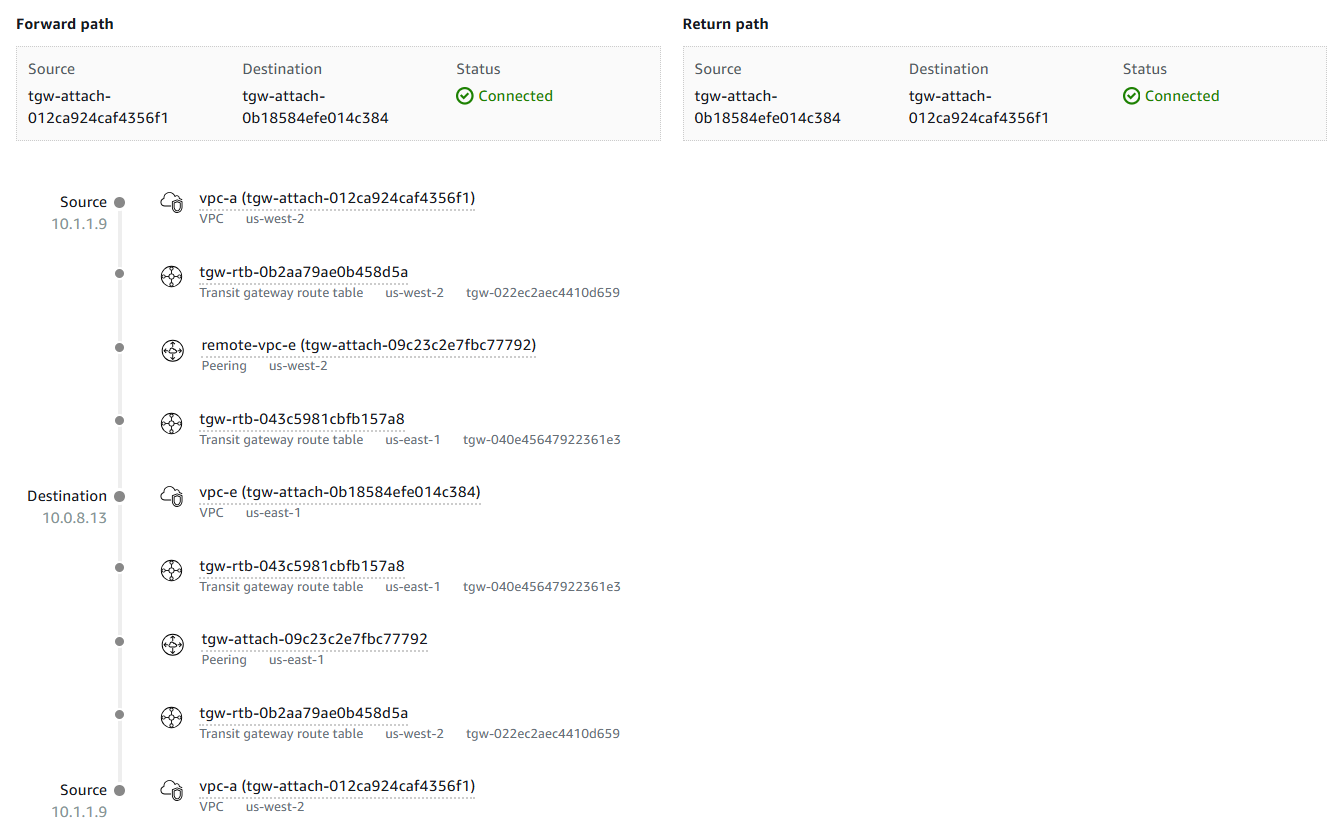 Forward path
Source Destination Status
tgw-attach-
012ca924caf4356f1
tgw-attach-
0b18584efe014c384
Connected
Return path
Source Destination Status
tgw-attach-
0b18584efe014c384
tgw-attach-
012ca924caf4356f1
Connected
Source
10.1.1.9
vpc-a (tgw-attach-012ca924caf4356f1)
VPC us-west-2
tgw-rtb-0b2aa79ae0b458d5a
Transit gateway route table us-west-2 tgw-022ec2aec4410d659
remote-vpc-e (tgw-attach-09c23c2e7fbc77792)
Peering us-west-2
tgw-rtb-043c5981cbfb157a8
Transit gateway route table us-east-1 tgw-040e45647922361e3
Destination
10.0.8.13
vpc-e (tgw-attach-0b18584efe014c384)
VPC us-east-1
tgw-rtb-043c5981cbfb157a8
Transit gateway route table us-east-1 tgw-040e45647922361e3
tgw-attach-09c23c2e7fbc77792
Peering us-east-1
tgw-rtb-0b2aa79ae0b458d5a
Transit gateway route table us-west-2 tgw-022ec2aec4410d659
Source
10.1.1.9
vpc-a (tgw-attach-012ca924caf4356f1)
VPC us-west-2